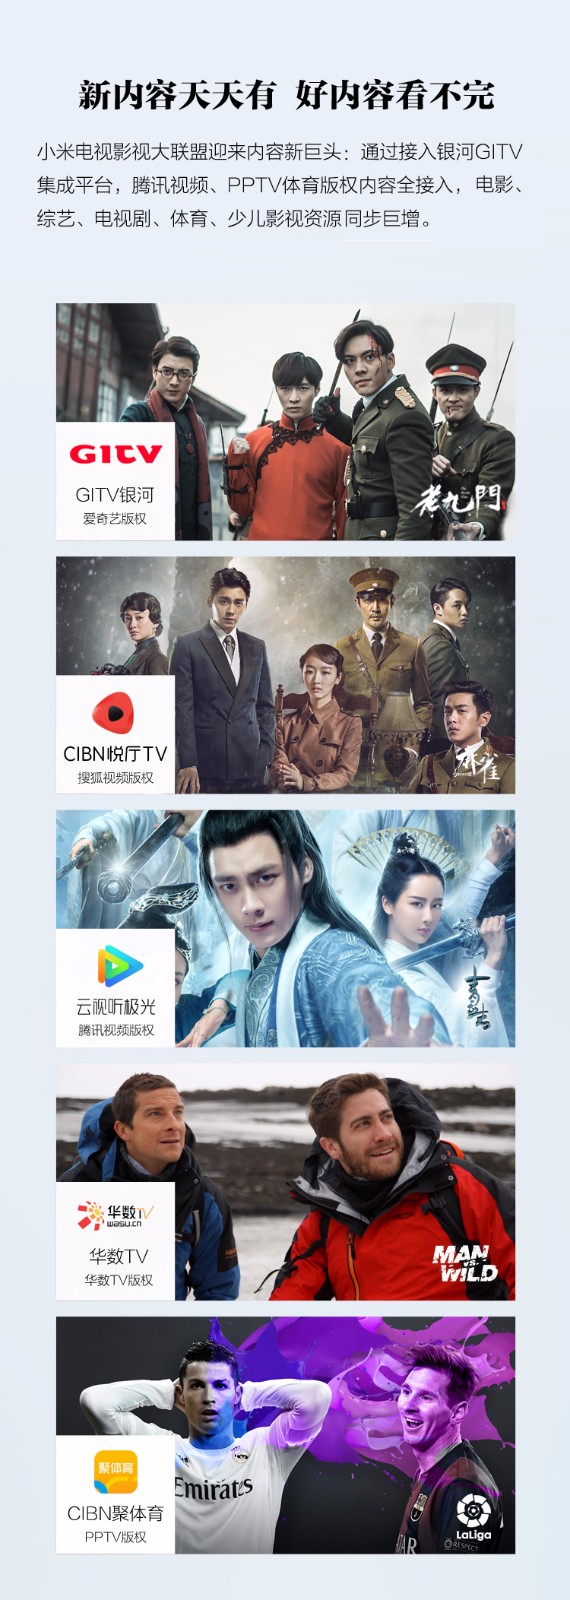 新内容天天有 好内容看不完
小米电视影视大联盟迎来内容新巨头：通过接入银河GITV
集成平台，腾讯视频、PPTV体育版权内容全接入，电影、
综艺、电视剧、体育、少儿影视资源同步巨增。
GITV
GITV银河
爱奇艺版权
老九門
CIBN悦厅TV
搜狐视频版权
麻雀
云视听极光
腾讯视频版权
青云志
华数TV
wasu.cn
华数TV
华数TV版权
MAN
VS.
WILD
Emirates
聚体育
CIBN聚体育
PPTV版权
LaLiga
RESPECT